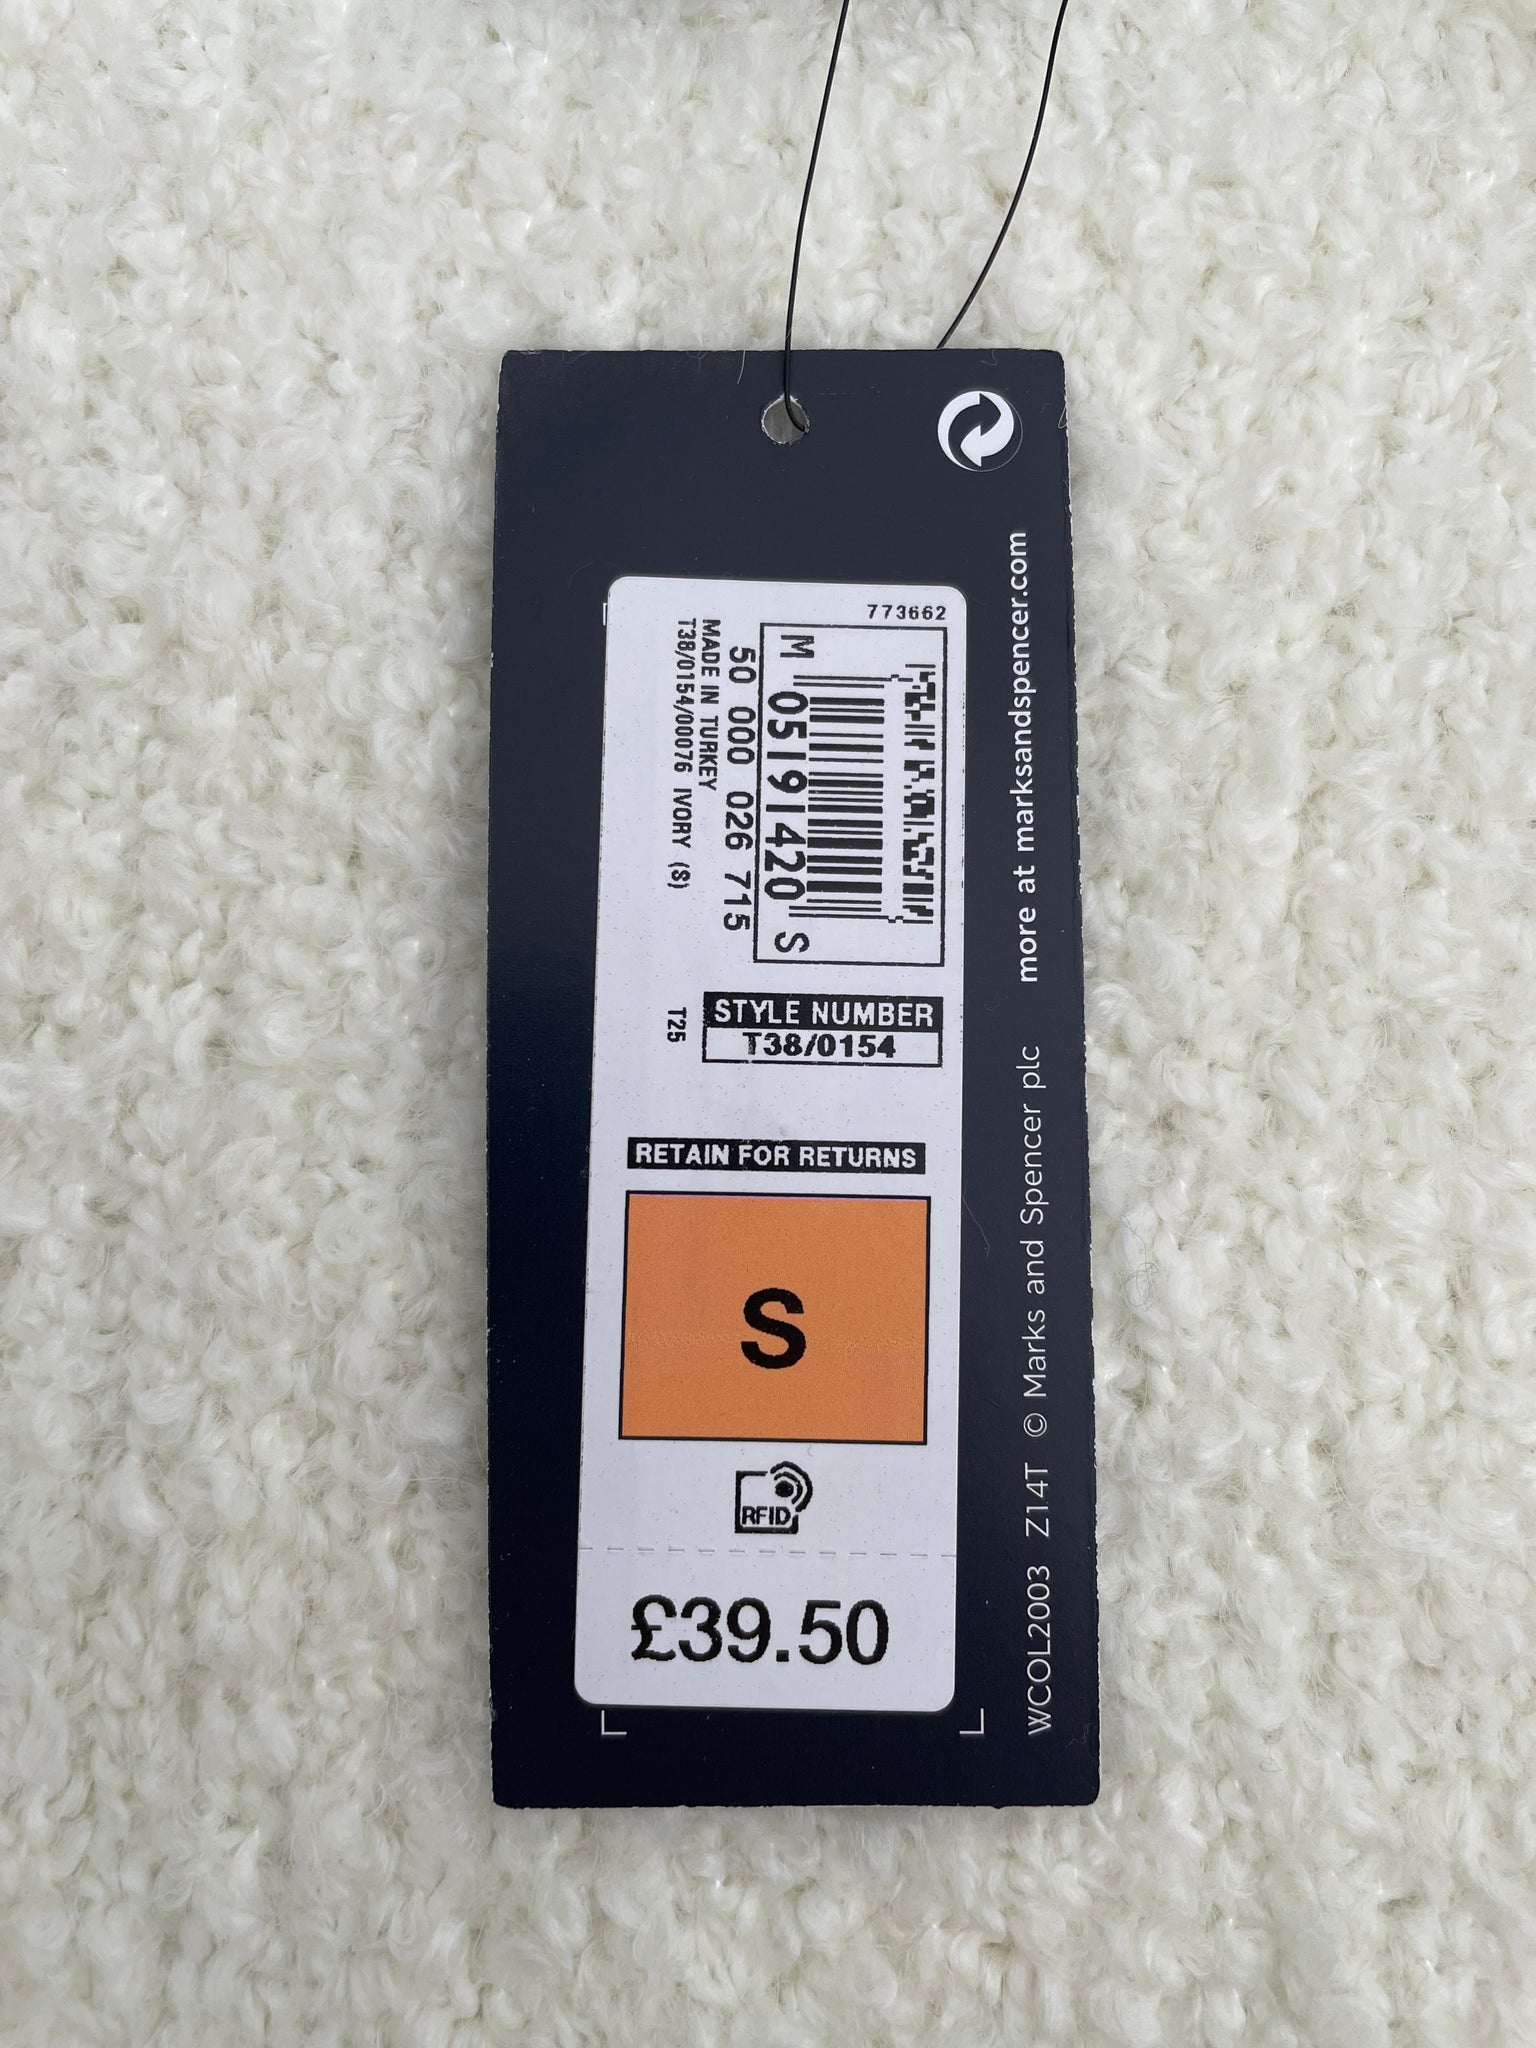 773662
M 05191420 S
50 000 026 715
MADE IN TURKEY
T38/0154/00076 IVORY (S)
T25
STYLE NUMBER
T38/0154
RETAIN FOR RETURNS
S
RFID
£39.50
WCOL2003 Z14T © Marks and Spencer plc more at marksandspencer.com